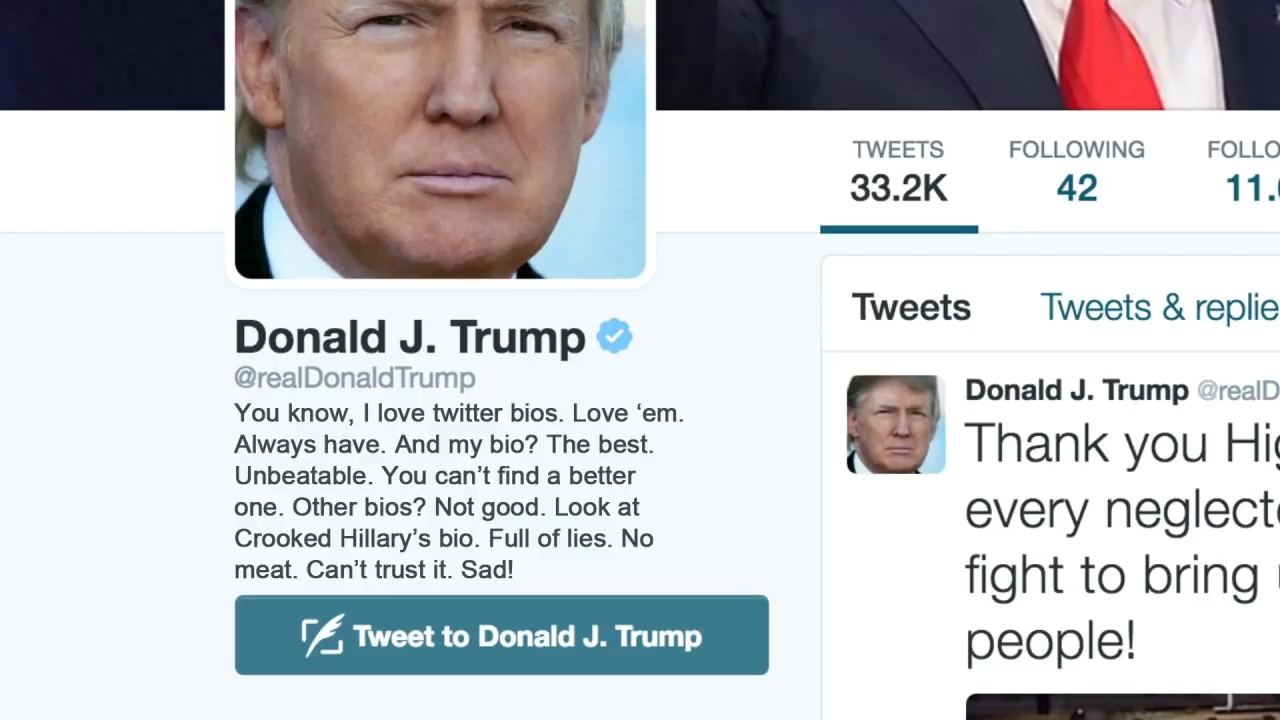 TWEETS FOLLOWING
33.2K 42
Donald J. Trump
@realDonaldTrump
You know, I love twitter bios. Love ‘em.
Always have. And my bio? The best.
Unbeatable. You can’t find a better
one. Other bios? Not good. Look at
Crooked Hillary’s bio. Full of lies. No
meat. Can’t trust it. Sad!
Tweet to Donald J. Trump
Tweets Tweets &
Donald J. Trump
Thank you
every
fight to bring
people!